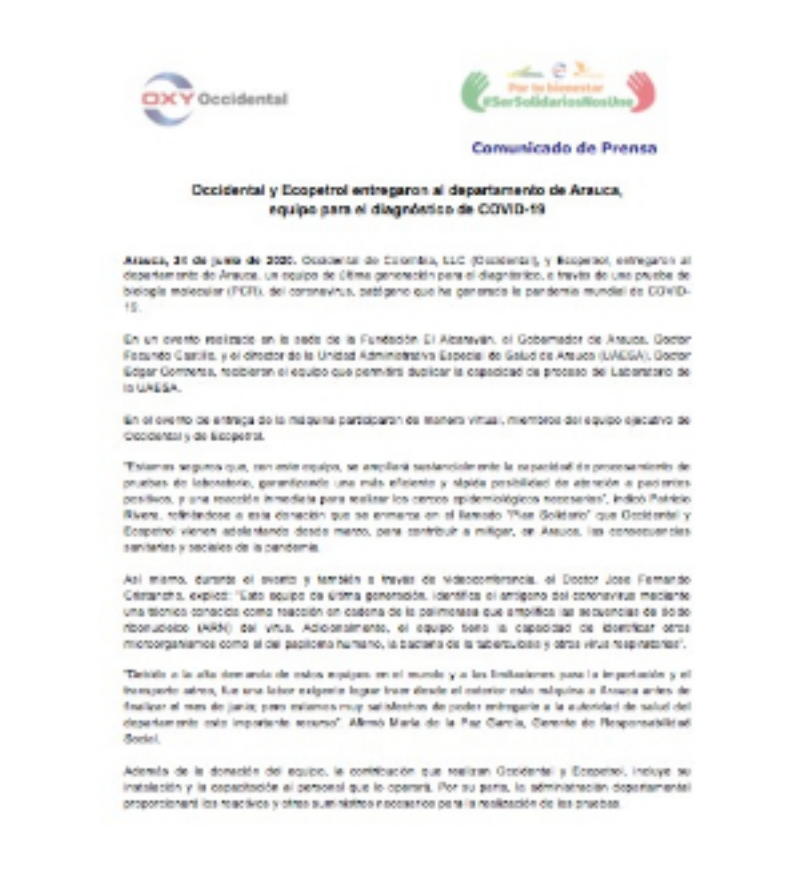 OXY Occidental
Por tu bienestar
#SerSolidariosNosUne
Comunicado de Prensa
Occidental y Ecopetrol entregaron al departamento de Arauca,
equipo para el diagnóstico de COVID-19
Arauca, 24 de junio de 2020. Occidental de Colombia, LLC (Occidental), y Ecopetrol, entregaron al
departamento de Arauca, un equipo de última generación para el diagnóstico, a través de una prueba de
biología molecular (PCR), del coronavirus, patógeno que ha generado la pandemia mundial de COVID-
19.
En un evento realizado en la sede de la Fundación El Alcaraván, el Gobernador de Arauca, Doctor
Facundo Castillo, y el director de la Unidad Administrativa Especial de Salud de Arauca (UAESA), Doctor
Edgar Contreras, recibieron el equipo que permitirá duplicar la capacidad de proceso del Laboratorio de
la UAESA.
En el evento de entrega de la máquina participaron de manera virtual, miembros del equipo ejecutivo de
Occidental y de Ecopetrol.
"Estamos seguros que, con este equipo, se ampliará sustancialmente la capacidad de procesamiento de
pruebas de laboratorio, garantizando una más eficiente y rápida posibilidad de atención a pacientes
positivos, y una reacción inmediata para realizar los cercos epidemiológicos necesarios", indicó Patricio
Rivera, refiriéndose a esta donación que se enmarca en el llamado "Plan Solidario" que Occidental y
Ecopetrol vienen adelantando desde marzo, para contribuir a mitigar, en Arauca, las consecuencias
sanitarias y sociales de la pandemia.
Así mismo, durante el evento y también a través de videoconferencia, el Doctor Jose Fernando
Cristancho, explicó: "Este equipo de última generación, identifica el antígeno del coronavirus mediante
una técnica conocida como reacción en cadena de la polimerasa que amplifica las secuencias de ácido
ribonucleico (ARN) del virus. Adicionalmente, el equipo tiene la capacidad de identificar otros
microorganismos como el del papiloma humano, la bacteria de la tuberculosis y otros virus respiratorios".
"Debido a la alta demanda de estos equipos en el mundo y a las limitaciones para la importación y el
transporte aéreo, fue una labor exigente lograr traer desde el exterior esta máquina a Arauca antes de
finalizar el mes de junio; pero estamos muy satisfechos de poder entregarle a la autoridad de salud del
departamento este importante recurso". Afirmó María de la Paz García, Gerente de Responsabilidad
Social.
Además de la donación del equipo, la contribución que realizan Occidental y Ecopetrol, incluye su
instalación y la capacitación al personal que lo operará. Por su parte, la administración departamental
proporcionará los reactivos y otros suministros necesarios para la realización de las pruebas.